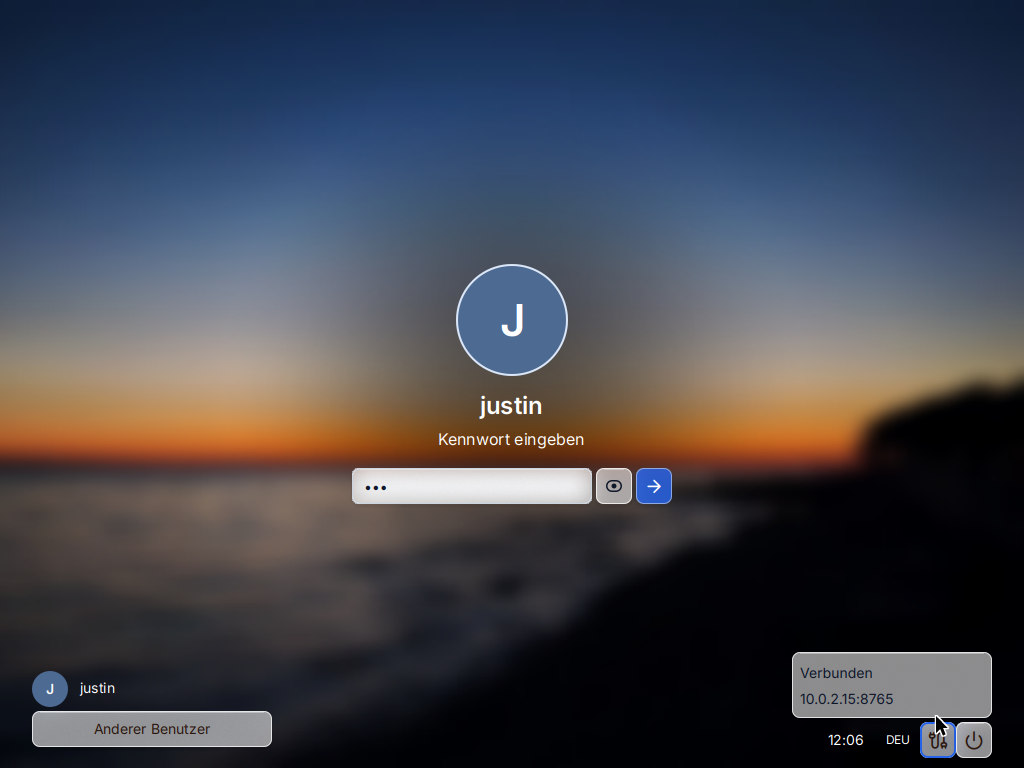 J
justin
Kennwort eingeben
•••
J
justin
Anderer Benutzer
Verbunden
10.0.2.15:8765
12:06
DEU